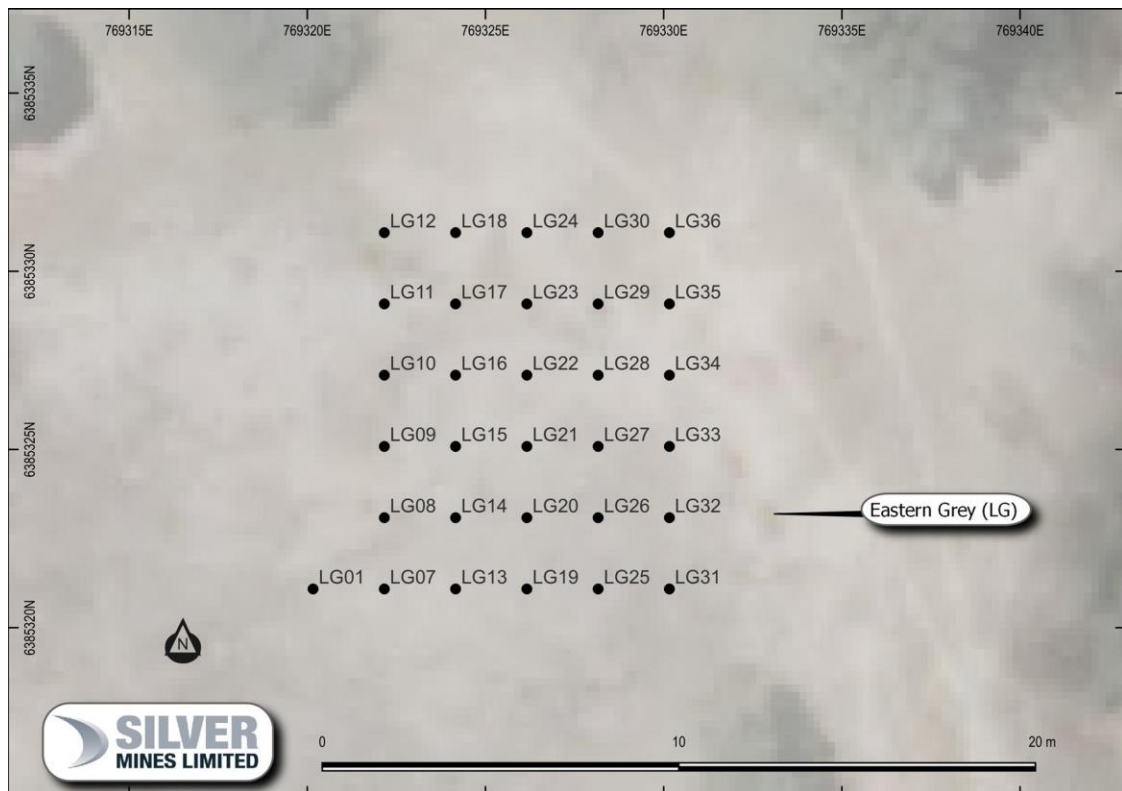 769315E 769320E 769325E 769330E 769335E 769340E
6385335N
LG12 LG18 LG24 LG30 LG36
6385330N
LG11 LG17 LG23 LG29 LG35
LG10 LG16 LG22 LG28 LG34
6385325N
LG09 LG15 LG21 LG27 LG33
LG08 LG14 LG20 LG26 LG32
Eastern Grey (LG)
LG01 LG07 LG13 LG19 LG25 LG31
6385320N
N
SILVER
MINES LIMITED
0 10 20 m